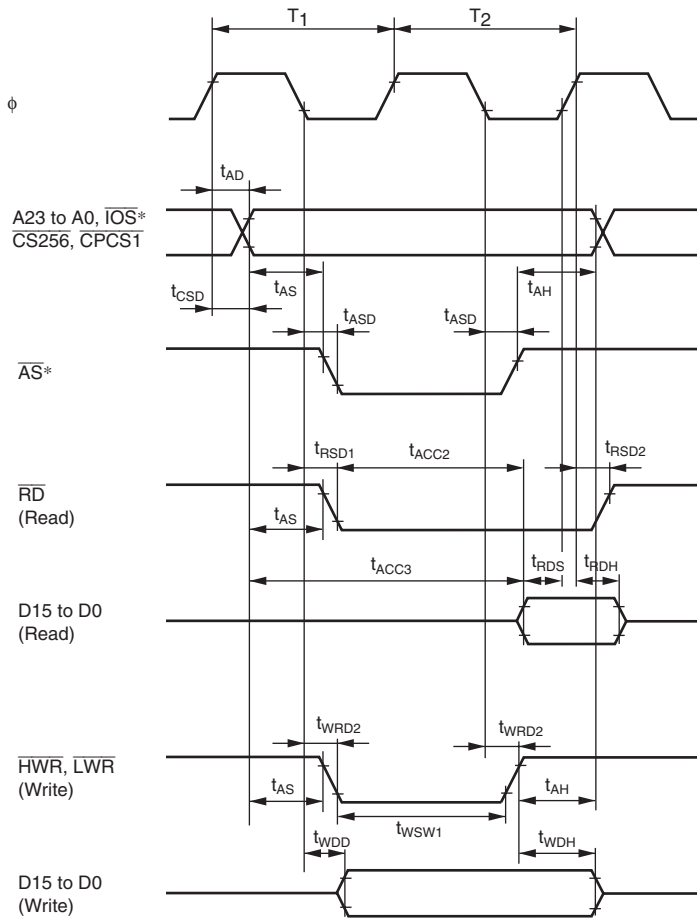 T1 T2
ϕ
tAD
A23 to A0, IOS*
CS256, CPCS1
tCSD tAS tAH
tASD tASD
AS*
tRSD1 tACC2 tRSD2
RD
(Read)
tAS
tACC3 tRDS tRDH
D15 to D0
(Read)
tWRD2 tWRD2
HWR, LWR
(Write)
tAS tAH
tWSW1
tWDD tWDH
D15 to D0
(Write)